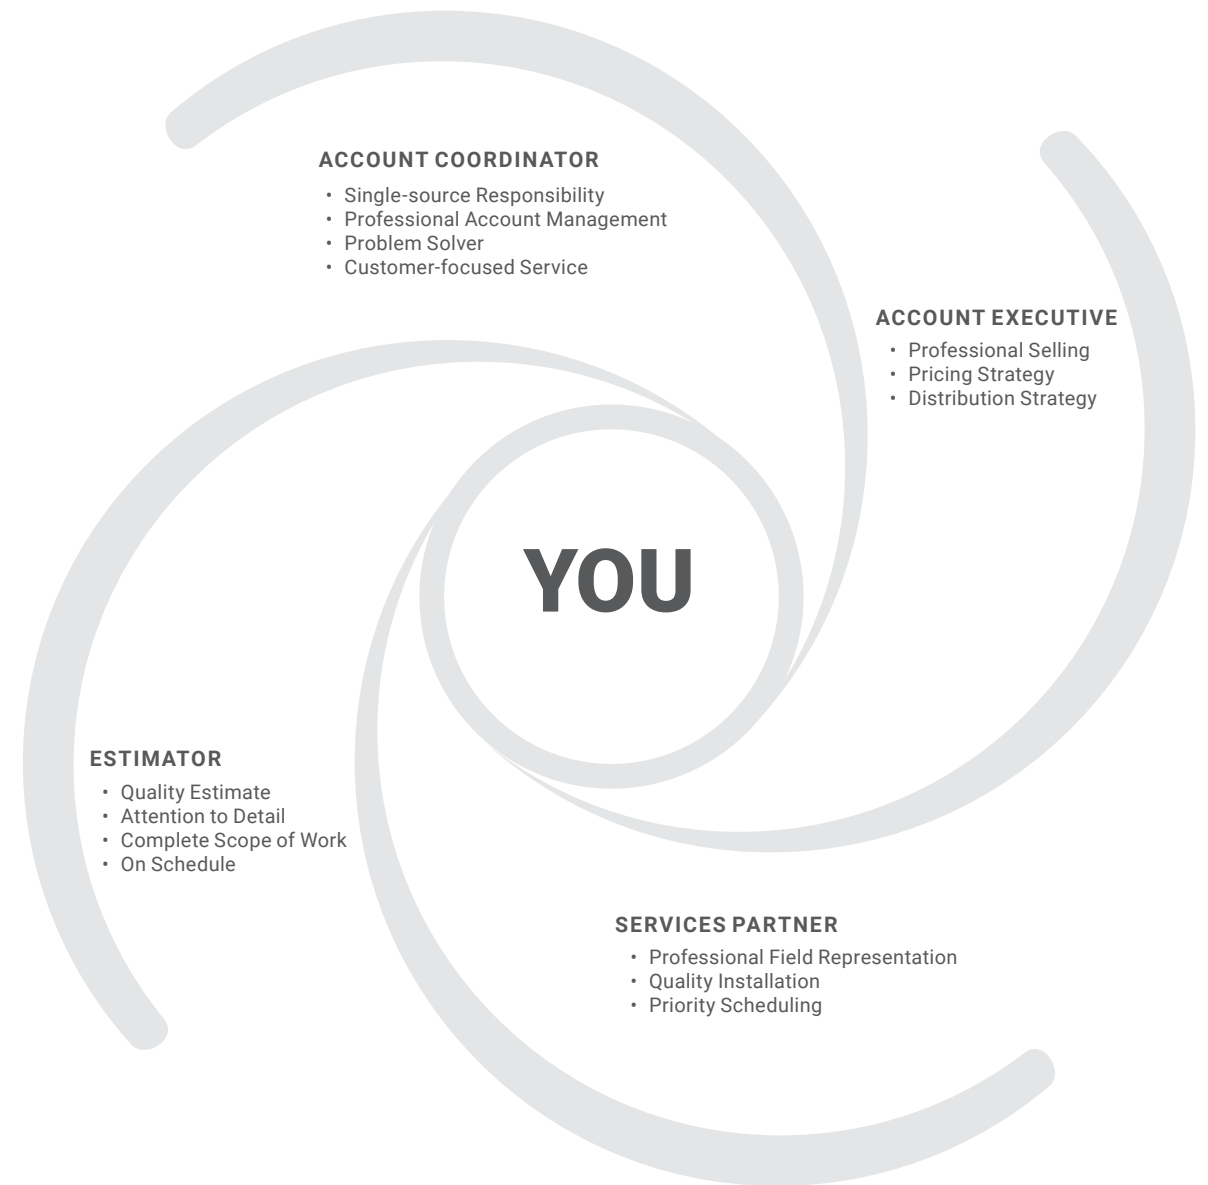 ACCOUNT COORDINATOR
• Single-source Responsibility
• Professional Account Management
• Problem Solver
• Customer-focused Service
ACCOUNT EXECUTIVE
• Professional Selling
• Pricing Strategy
• Distribution Strategy
YOU
ESTIMATOR
• Quality Estimate
• Attention to Detail
• Complete Scope of Work
• On Schedule
SERVICES PARTNER
• Professional Field Representation
• Quality Installation
• Priority Scheduling